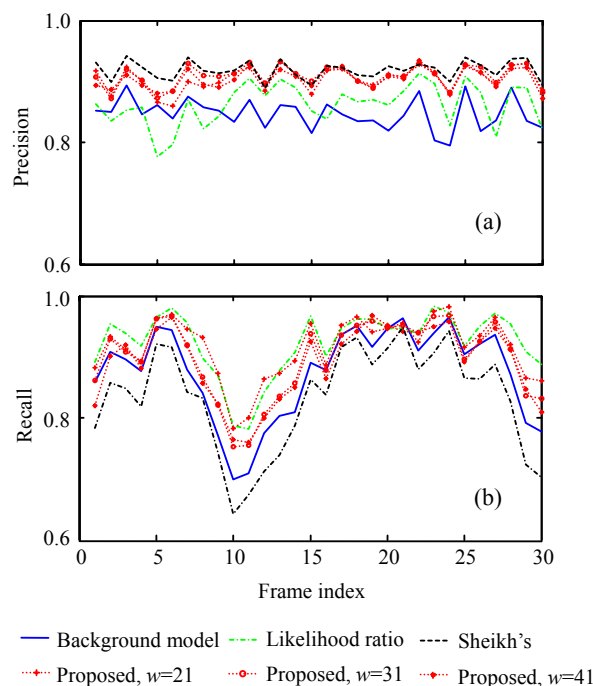 1.0
0.8
0.6
Precision
(a)
1.0
0.8
0.6
Recall
(b)
0 5 10 15 20 25 30
Frame index
Background model Likelihood ratio Sheikh's
Proposed, w=21 Proposed, w=31 Proposed, w=41